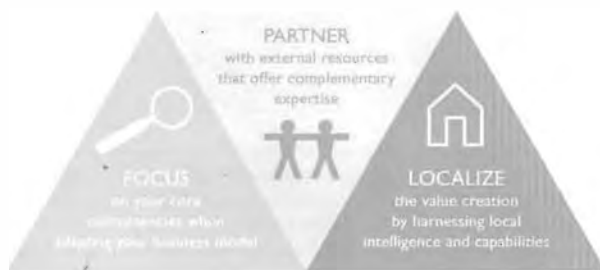 FOCUS
on your core
competencies when
adapting your business model
PARTNER
with external resources
that offer complementary
expertise
LOCALIZE
the value creation
by harnessing local
intelligence and capabilities